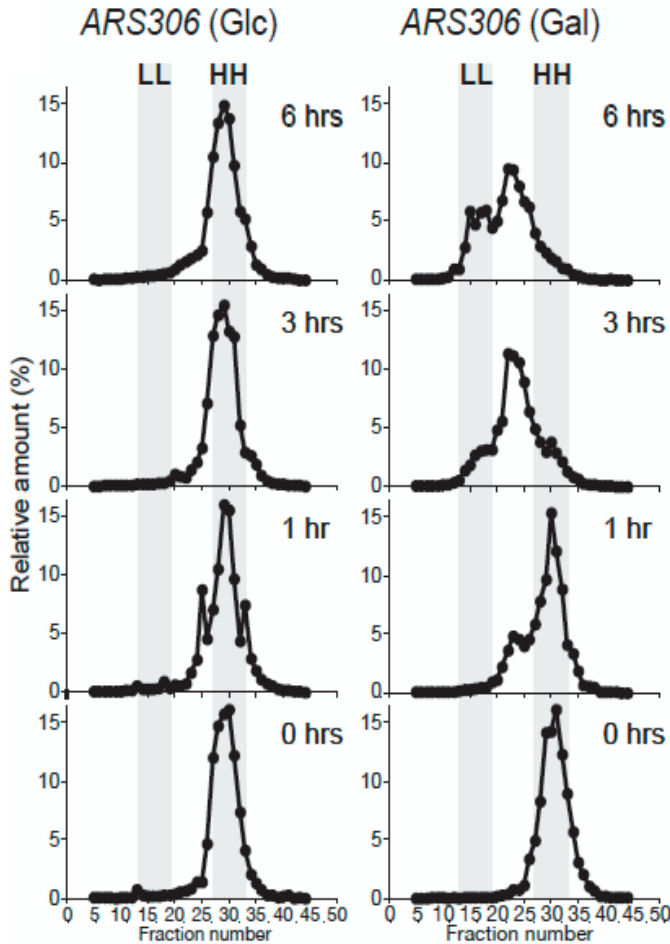 ARS306 (Glc) ARS306 (Gal)
LL HH LL HH
15 6 hrs 15 6 hrs
10 10
5 5
0 0
15 3 hrs 15 3 hrs
10 10
5 5
0 0
15 1 hr 15 1 hr
10 10
5 5
0 0
15 0 hrs 15 0 hrs
10 10
5 5
0 0
0 5 10 15 20 25 30 35 40 45 50 0 5 10 15 20 25 30 35 40 45 50
Fraction number Fraction number
Relative amount (%)